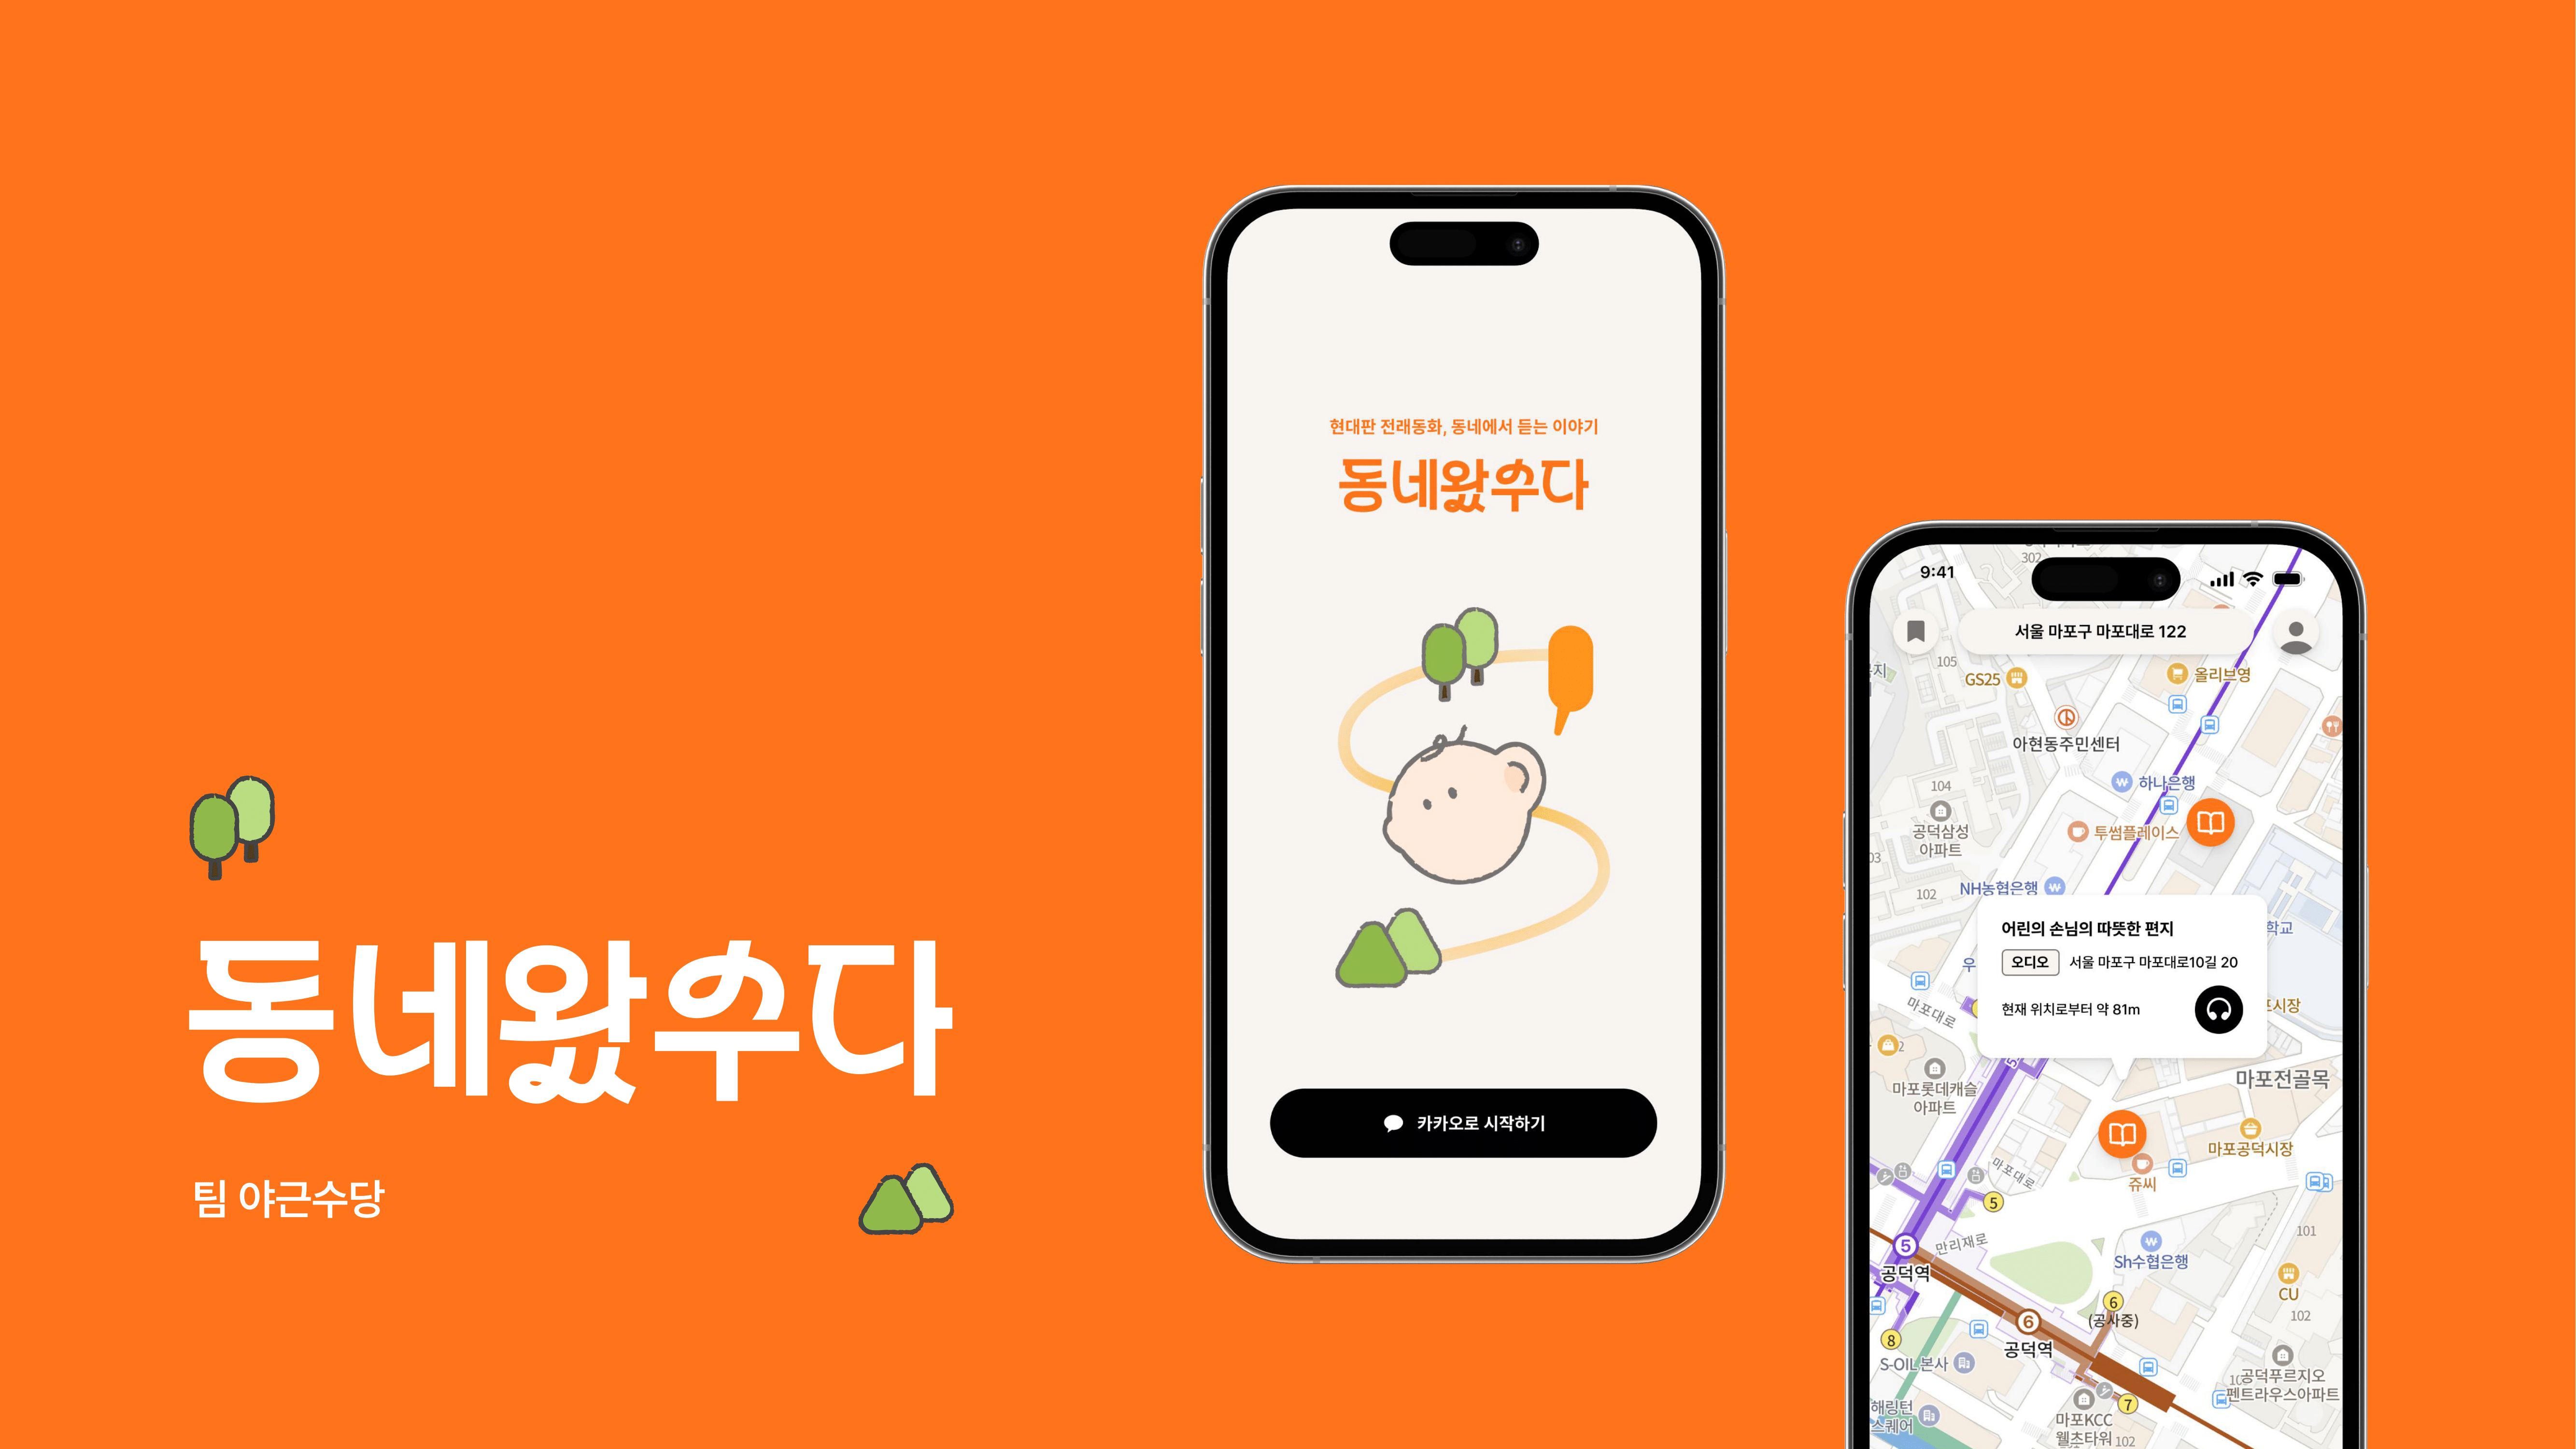 동네왔수다
팀 야근수당
현대판 전래동화, 동네에서 듣는 이야기
동네왔수다
카카오로 시작하기
302
9:41
서울 마포구 마포대로 122
105
GS25
올리브영
아현동주민센터
하나은행
104
투썸플레이스
공덕삼성
아파트
03
NH농협은행
102
어린의 손님의 따뜻한 편지
학교
오디오
서울 마포구 마포대로10길 20
우
현재 위치로부터 약 81m
시장
마포대로
2
5
마포전골목
마포롯데캐슬
아파트
마포공덕시장
마포대로
쥬씨
5
101
5
만리재로
Sh수협은행
공덕역
CU
6
(공사중)
102
6
8
공덕역
S-OIL본사
공덕푸르지오
10
펜트라우스아파트
7
해링턴
스퀘어
마포KCC
웰츠타워
102